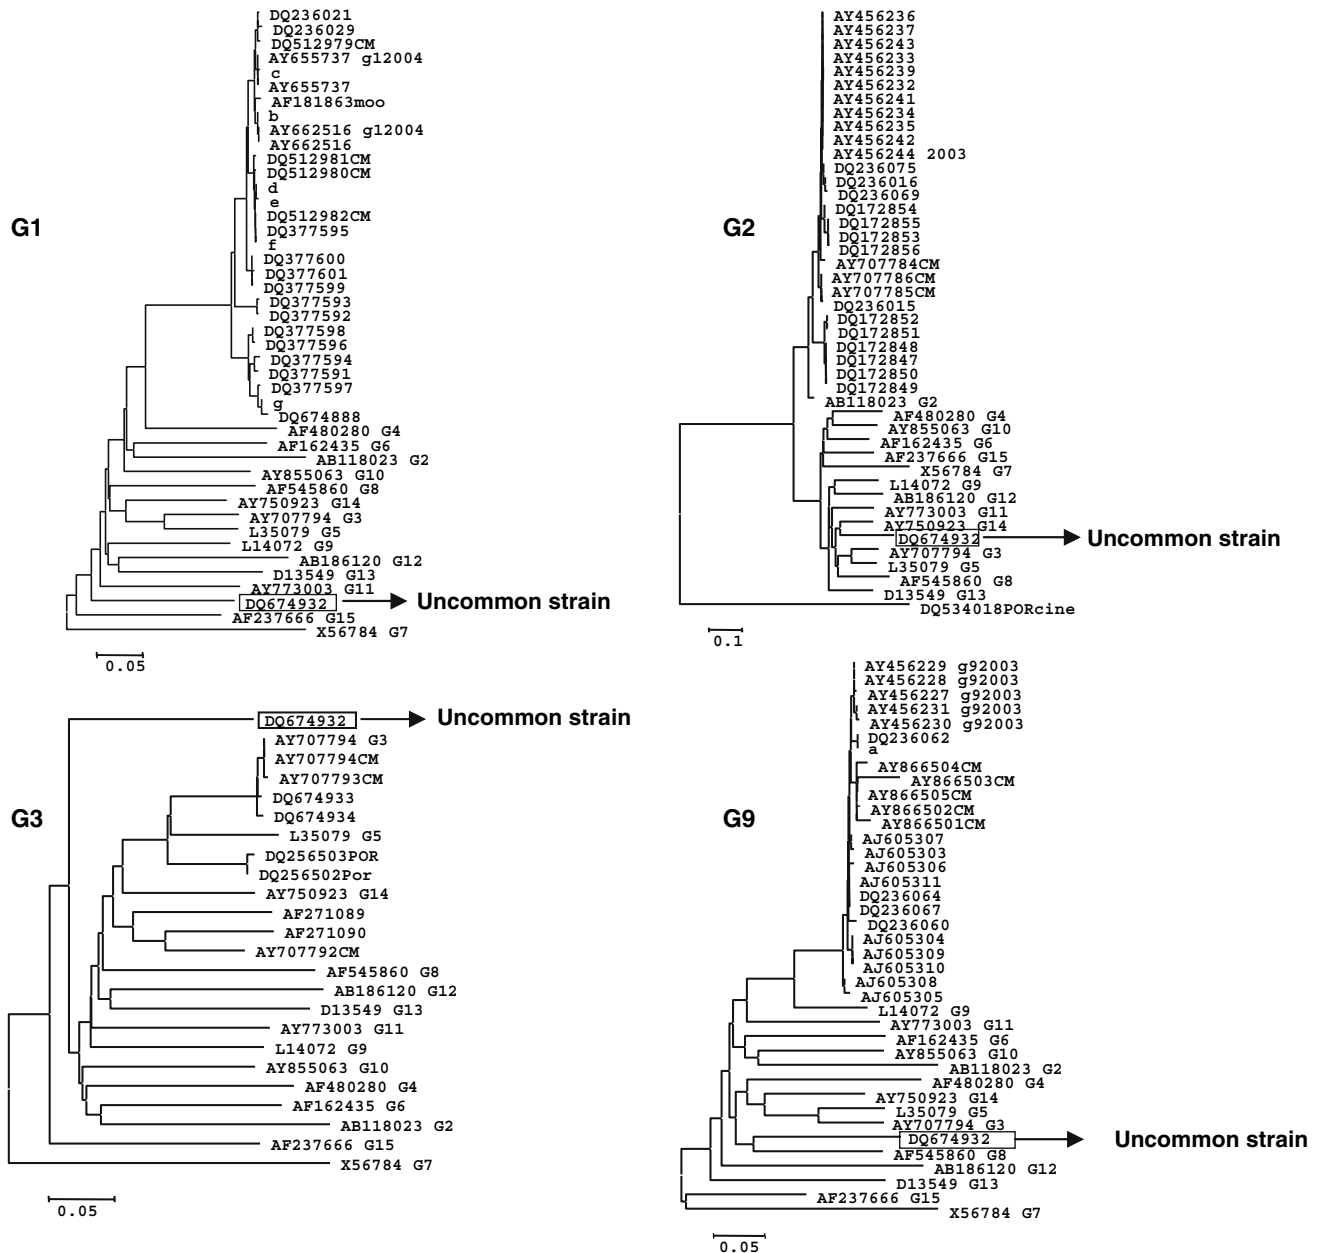 G1
DQ236021
DQ236029
DQ512979CM
AY655737 g12004
c
AY655737
AF181863moo
b
AY662516 g12004
AY662516
DQ512981CM
DQ512980CM
d
e
DQ512982CM
DQ377595
f
DQ377600
DQ377601
DQ377599
DQ377593
DQ377592
DQ377598
DQ377596
DQ377594
DQ377591
DQ377597
g
DQ674888
AF480280 G4
AF162435 G6
AB118023 G2
AY855063 G10
AF545860 G8
AY750923 G14
AY707794 G3
L35079 G5
L14072 G9
AB186120 G12
D13549 G13
AY773003 G11
DQ674932 Uncommon strain
AF237666 G15
X56784 G7
0.05
G2
AY456236
AY456237
AY456243
AY456233
AY456239
AY456232
AY456241
AY456234
AY456235
AY456242
AY456244 2003
DQ236075
DQ236016
DQ236069
DQ172854
DQ172855
DQ172853
DQ172856
AY707784CM
AY707786CM
AY707785CM
DQ236015
DQ172852
DQ172851
DQ172848
DQ172847
DQ172850
DQ172849
AB118023 G2
AF480280 G4
AY855063 G10
AF162435 G6
AF237666 G15
X56784 G7
L14072 G9
AB186120 G12
AY773003 G11
AY750923 G14
DQ674932 Uncommon strain
AY707794 G3
L35079 G5
AF545860 G8
D13549 G13
DQ534018PORcine
0.1
G3
DQ674932 Uncommon strain
AY707794 G3
AY707794CM
AY707793CM
DQ674933
DQ674934
L35079 G5
DQ256503POR
DQ256502Por
AY750923 G14
AF271089
AF271090
AY707792CM
AF545860 G8
AB186120 G12
D13549 G13
AY773003 G11
L14072 G9
AY855063 G10
AF480280 G4
AF162435 G6
AB118023 G2
AF237666 G15
X56784 G7
0.05
G9
AY456229 g92003
AY456228 g92003
AY456227 g92003
AY456231 g92003
AY456230 g92003
DQ236062
a
AY866504CM
AY866503CM
AY866505CM
AY866502CM
AY866501CM
AJ605307
AJ605303
AJ605306
AJ605311
DQ236064
DQ236067
DQ236060
AJ605304
AJ605309
AJ605310
AJ605308
AJ605305
L14072 G9
AY773003 G11
AF162435 G6
AY855063 G10
AB118023 G2
AF480280 G4
AY750923 G14
L35079 G5
AY707794 G3
DQ674932 Uncommon strain
AF545860 G8
AB186120 G12
D13549 G13
AF237666 G15
X56784 G7
0.05